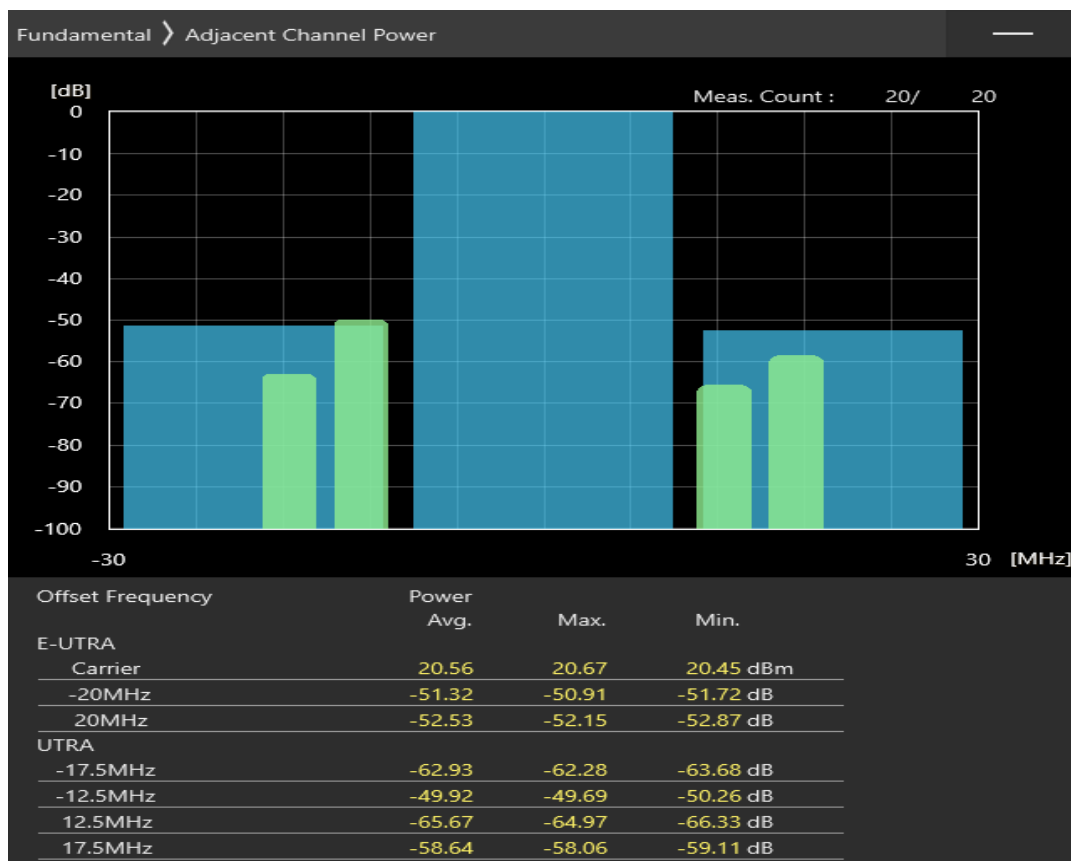 Fundamental ❯ Adjacent Channel Power
[dB]
Meas. Count : 20/ 20
0
-10
-20
-30
-40
-50
-60
-70
-80
-90
-100
-30 30 [MHz]
Offset Frequency Power
Avg. Max. Min.
E-UTRA
Carrier 20.56 20.67 20.45 dBm
-20MHz -51.32 -50.91 -51.72 dB
20MHz -52.53 -52.15 -52.87 dB
UTRA
-17.5MHz -62.93 -62.28 -63.68 dB
-12.5MHz -49.92 -49.69 -50.26 dB
12.5MHz -65.67 -64.97 -66.33 dB
17.5MHz -58.64 -58.06 -59.11 dB